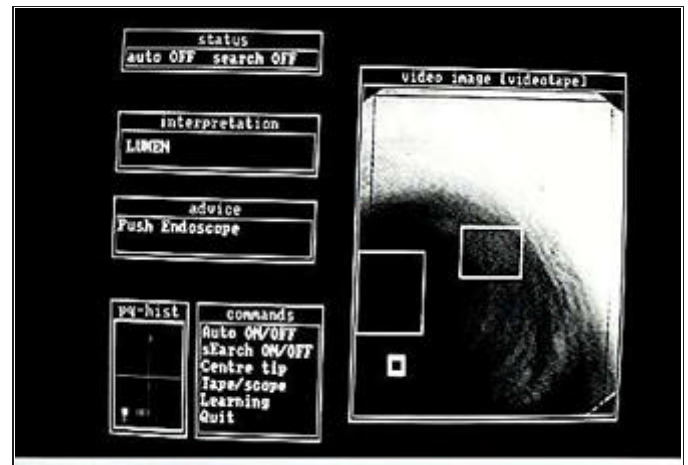 status
auto OFF search OFF
interpretation
LUMEN
advice
Push Endoscope
pq-hist
commands
Auto ON/OFF
sEarch ON/OFF
Centre tip
Tape/scope
Learning
Quit
video image [videotape]